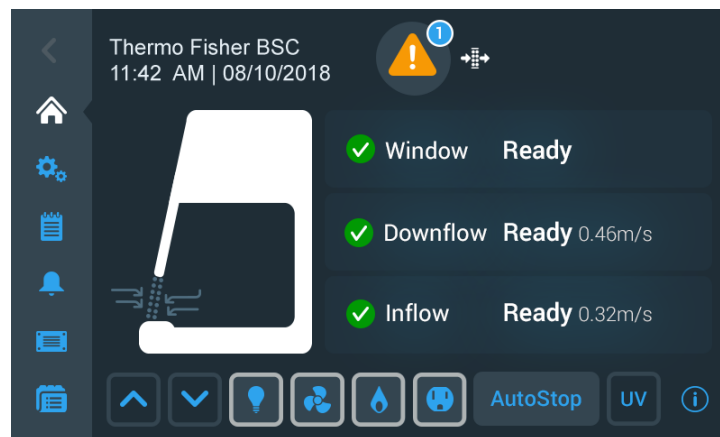 Thermo Fisher BSC
11:42 AM | 08/10/2018
1
Window Ready
Downflow Ready 0.46m/s
Inflow Ready 0.32m/s
AutoStop UV i